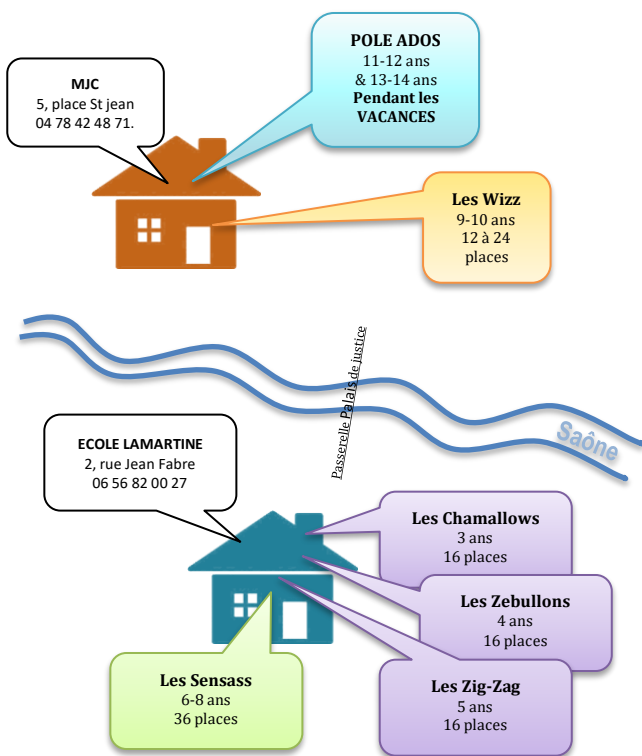 POLE ADOS
11-12 ans
& 13-14 ans
Pendant les
VACANCES
MJC
5, place St jean
04 78 42 48 71.
Les Wizz
9-10 ans
12 à 24
places
Passerelle Palais de justice
Saône
ECOLE LAMARTINE
2, rue Jean Fabre
06 56 82 00 27
Les Chamallows
3 ans
16 places
Les Zebullons
4 ans
16 places
Les Sensass
6-8 ans
36 places
Les Zig-Zag
5 ans
16 places